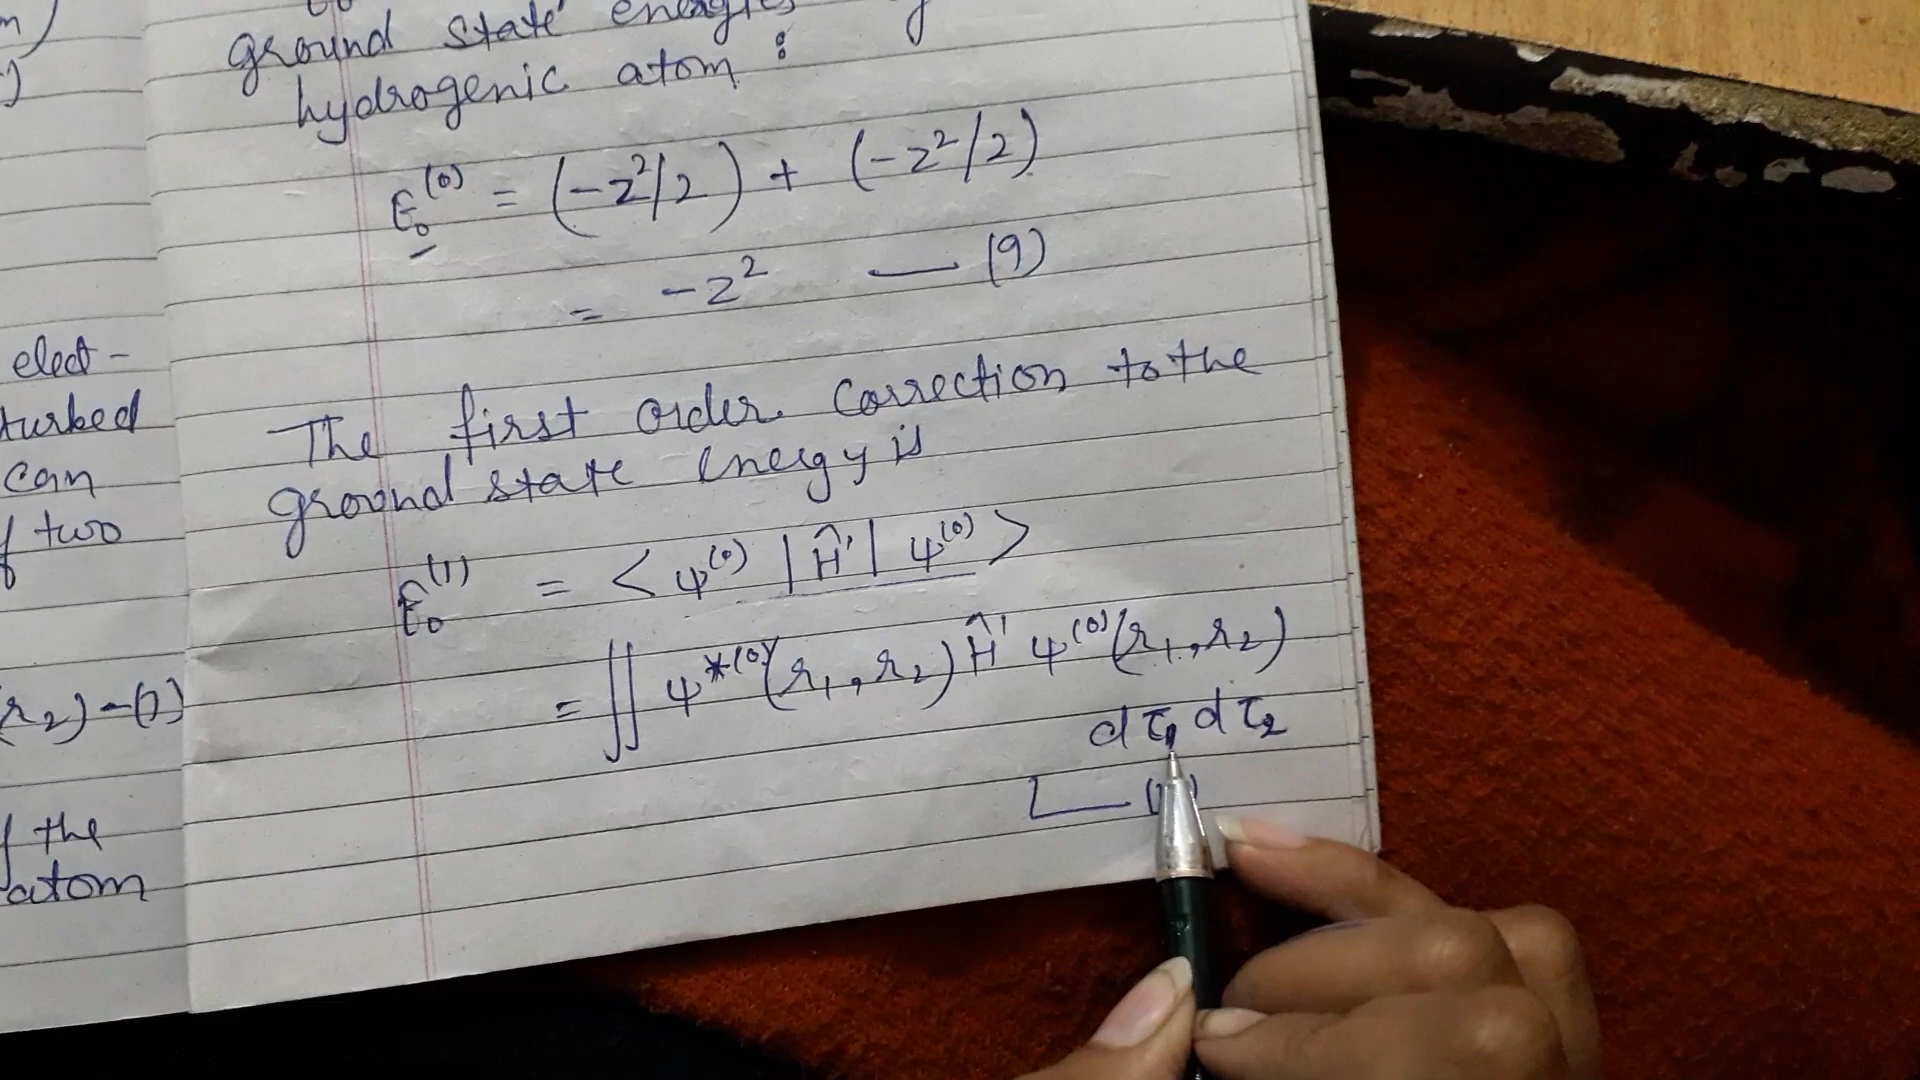 elect-
turbed
can
f two
(r₂)-(7)
f the
atom
ground state energies
hydrogenic atom :
E₀⁽⁰⁾ = (-z²/2) + (-z²/2)
= -z² — (9)
The first order correction to the
ground state energy is
E₀⁽¹⁾ = <ψ⁽⁰⁾ |Ĥ'| ψ⁽⁰⁾>
= ∬ ψ*⁽⁰⁾(r₁, r₂) Ĥ' ψ⁽⁰⁾(r₁, r₂)
dτ₁ dτ₂